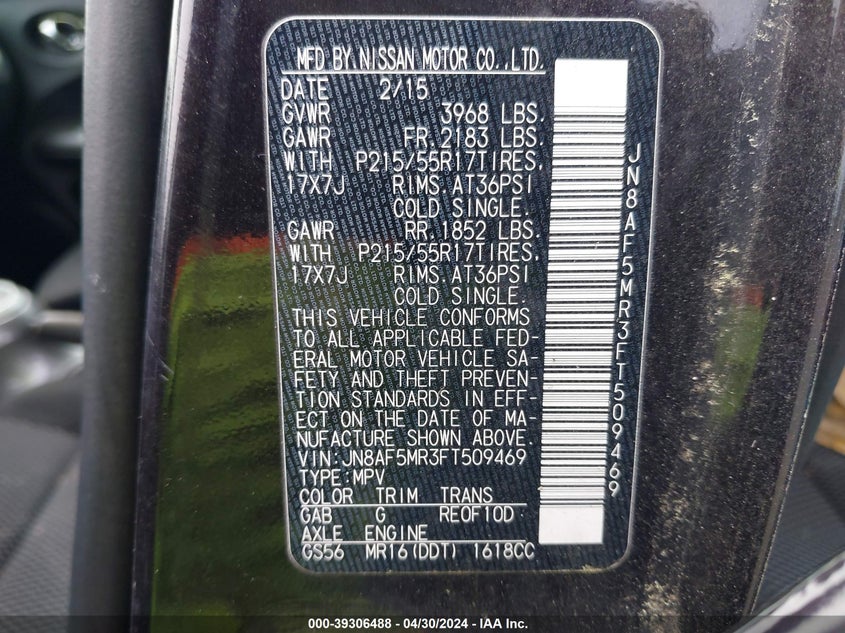 MFD BY NISSAN MOTOR CO., LTD.
DATE 2/15
GVWR 3968 LBS.
GAWR FR. 2183 LBS.
WITH P215/55R17TIRES,
17X7J RIMS. AT36PSI
COLD SINGLE.
GAWR RR. 1852 LBS.
WITH P215/55R17TIRES,
17X7J RIMS. AT36PSI
COLD SINGLE.
THIS VEHICLE CONFORMS
TO ALL APPLICABLE FED-
ERAL MOTOR VEHICLE SA-
FETY AND THEFT PREVEN-
TION STANDARDS IN EFF-
ECT ON THE DATE OF MA-
NUFACTURE SHOWN ABOVE.
VIN:JN8AF5MR3FT509469
TYPE:MPV
COLOR TRIM TRANS
GAB G RE0F10D
AXLE ENGINE
GS56 MR16(DDT) 1618CC
JN8AF5MR3FT509469
000-39306488 - 04/30/2024 - IAA Inc.